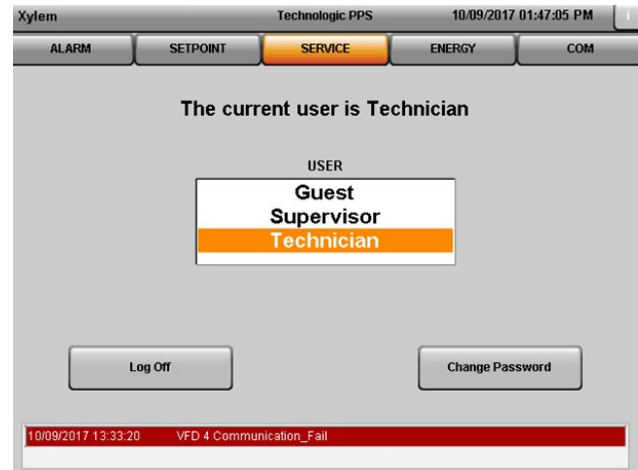 Xylem Technologic PPS 10/09/2017 01:47:05 PM
ALARM SETPOINT SERVICE ENERGY COM
The current user is Technician
USER
Guest
Supervisor
Technician
Log Off Change Password
10/09/2017 13:33:20 VFD 4 Communication_Fail